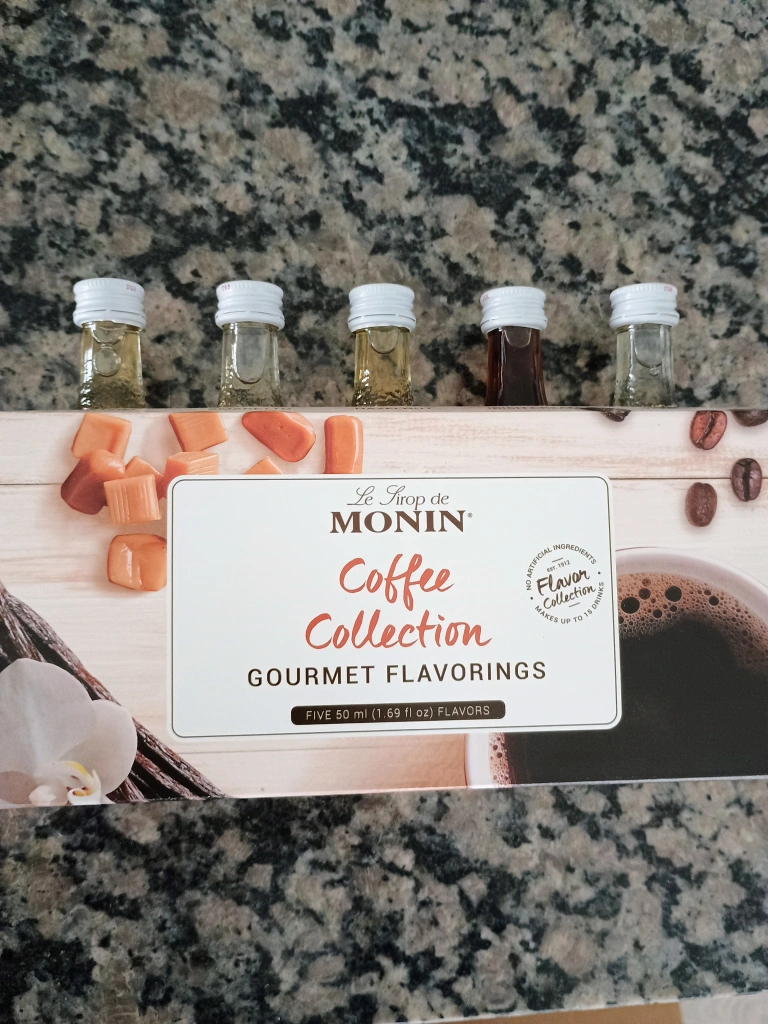 Le Sirop de
MONIN®
Coffee
Collection
GOURMET FLAVORINGS
FIVE 50 ml (1.69 fl oz) FLAVORS
NO ARTIFICIAL INGREDIENTS
EST. 1912
Flavor
Collection
MAKES UP TO 15 DRINKS